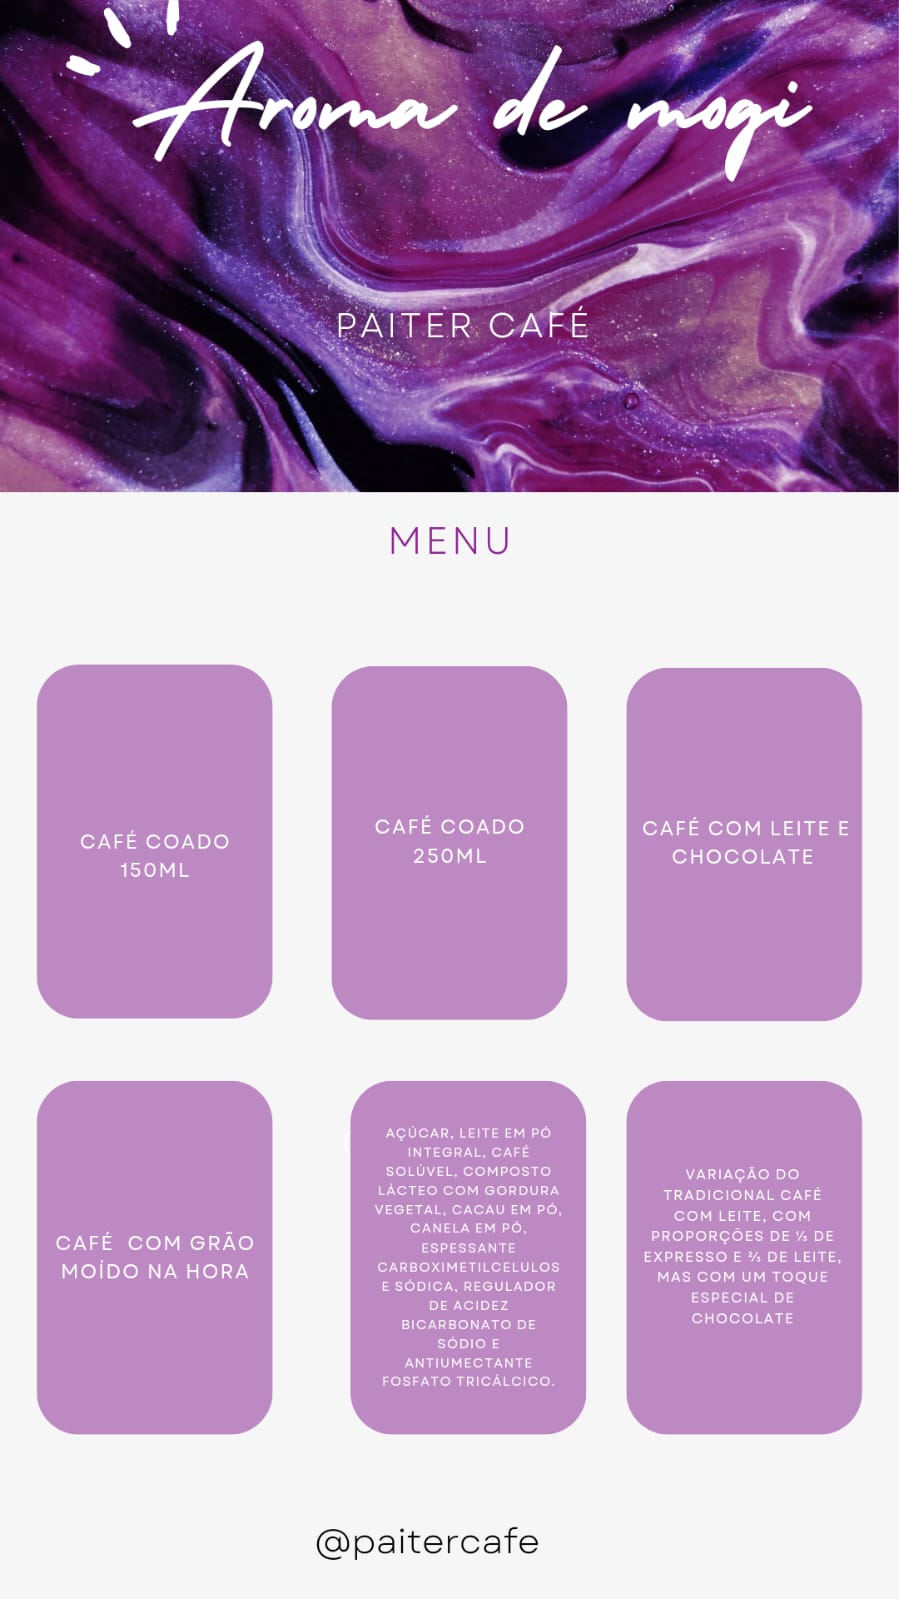 Aroma de mogi
PAITER CAFÉ
MENU
CAFÉ COADO
150ML
CAFÉ COADO
250ML
CAFÉ COM LEITE E
CHOCOLATE
CAFÉ COM GRÃO
MOÍDO NA HORA
AÇÚCAR, LEITE EM PÓ
INTEGRAL, CAFÉ
SOLÚVEL, COMPOSTO
LÁCTEO COM GORDURA
VEGETAL, CACAU EM PÓ,
CANELA EM PÓ,
ESPESSANTE
CARBOXIMETILCELULOS
E SÓDICA, REGULADOR
DE ACIDEZ
BICARBONATO DE
SÓDIO E
ANTIUMECTANTE
FOSFATO TRICÁLCICO.
VARIAÇÃO DO
TRADICIONAL CAFÉ
COM LEITE, COM
PROPORÇÕES DE ⅓ DE
EXPRESSO E ⅔ DE LEITE,
MAS COM UM TOQUE
ESPECIAL DE
CHOCOLATE
@paitercafe